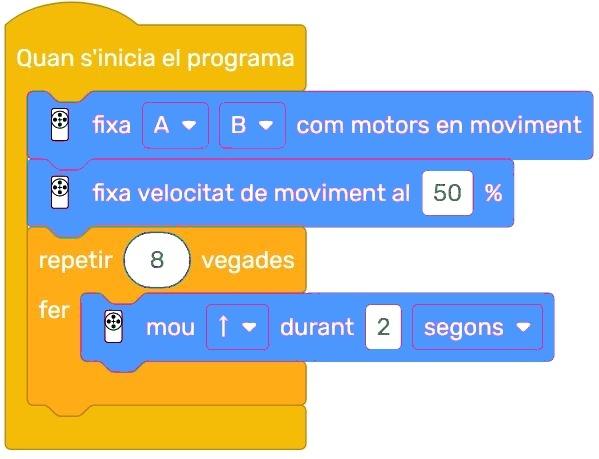 Quan s'inicia el programa
fixa A B com motors en moviment
fixa velocitat de moviment al 50 %
repetir 8 vegades
fer
mou ↑ durant 2 segons